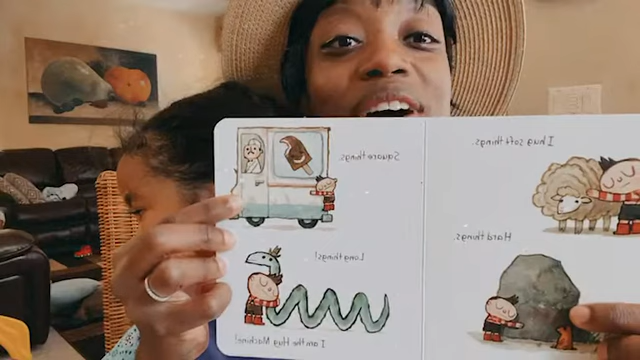 I hug soft things.
Hard things.
Square things.
Long things!
I am the Hug Machine!